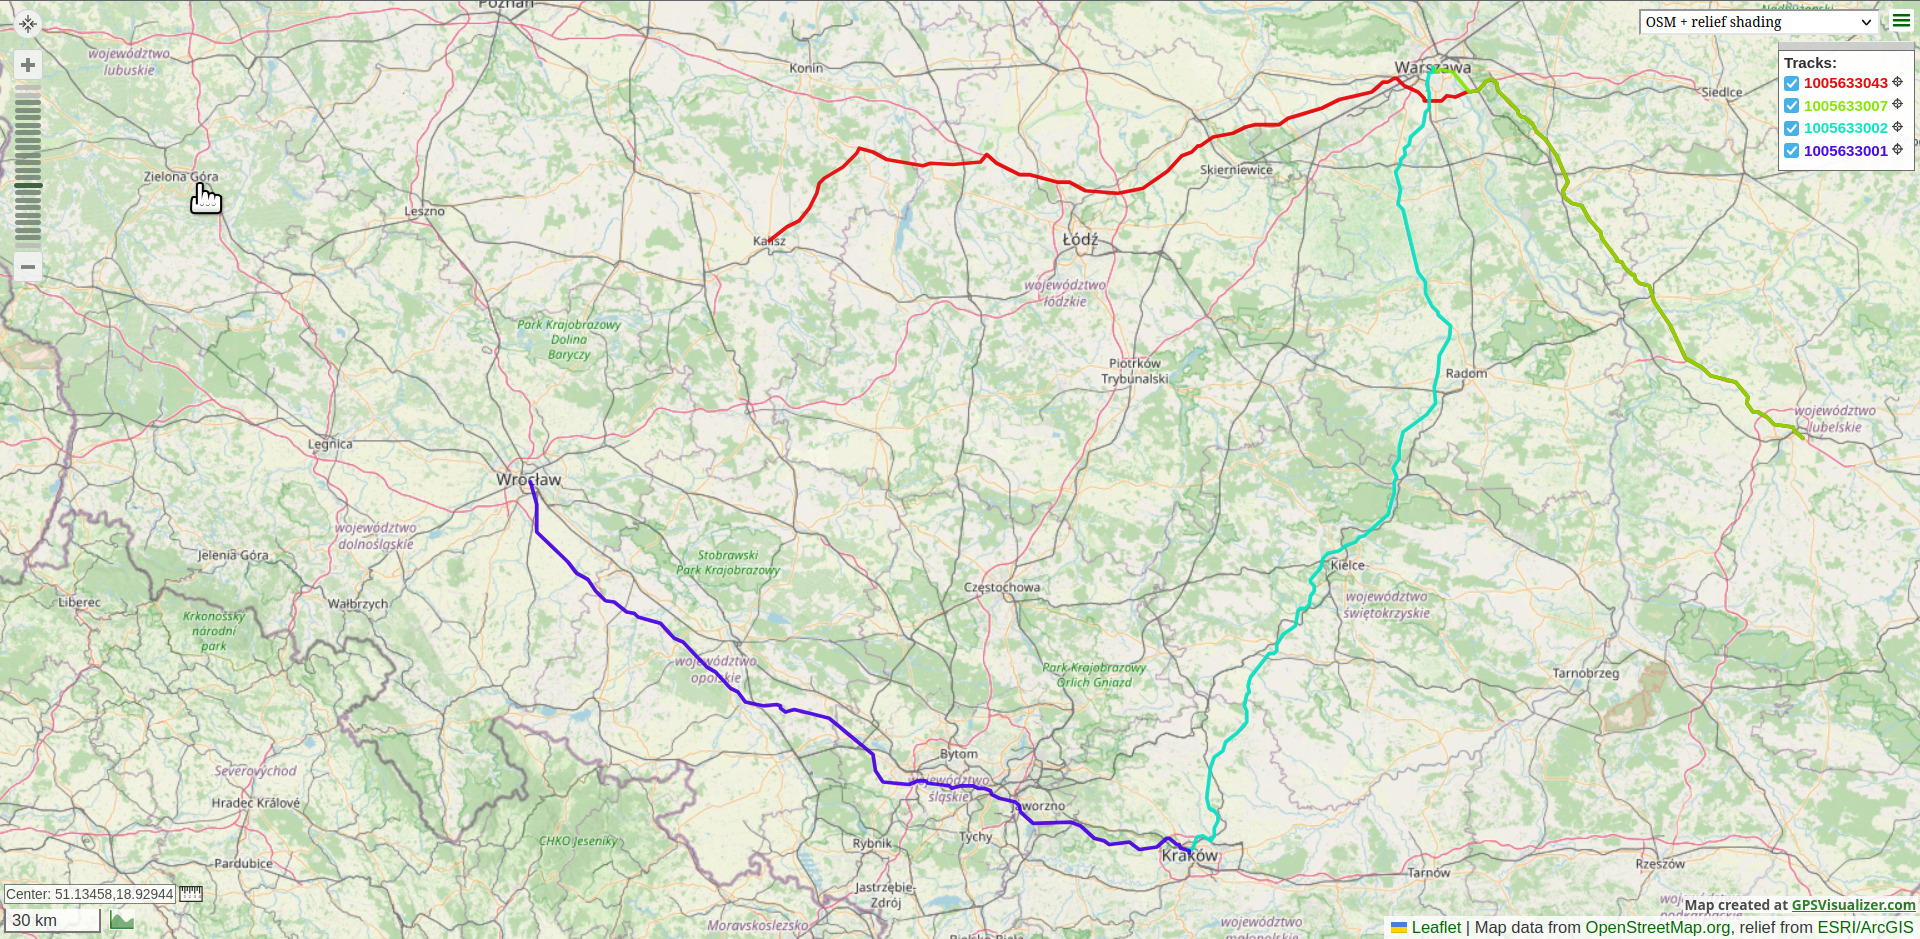 Poznań
OSM + relief shading
województwo
lubuskie
Konin
Warszawa
Siedlce
Tracks:
1005633043
1005633007
1005633002
1005633001
Zielona Góra
Skierniewice
Leszno
Kalisz
Łódź
województwo
łódzkie
Park Krajobrazowy
Dolina
Baryczy
Piotrków
Trybunalski
Radom
województwo
lubelskie
Legnica
Wrocław
województwo
dolnośląskie
Jelenia Góra
Stobrawski
Park Krajobrazowy
Kielce
Częstochowa
województwo
świętokrzyskie
Liberec
Wałbrzych
Krkonošský
národní
park
województwo
opolskie
Park Krajobrazowy
Orlich Gniazd
Tarnobrzeg
Bytom
województwo
śląskie
Severovýchod
Hradec Králové
Jaworzno
Rybnik
Tychy
CHKO Jeseníky
Kraków
Pardubice
Rzeszów
Tarnów
Jastrzębie-
Zdrój
Center: 51.13458,18.92944
30 km
Moravskoslezsko
województwo
Map created at GPSVisualizer.com
Leaflet | Map data from OpenStreetMap.org, relief from ESRI/ArcGIS